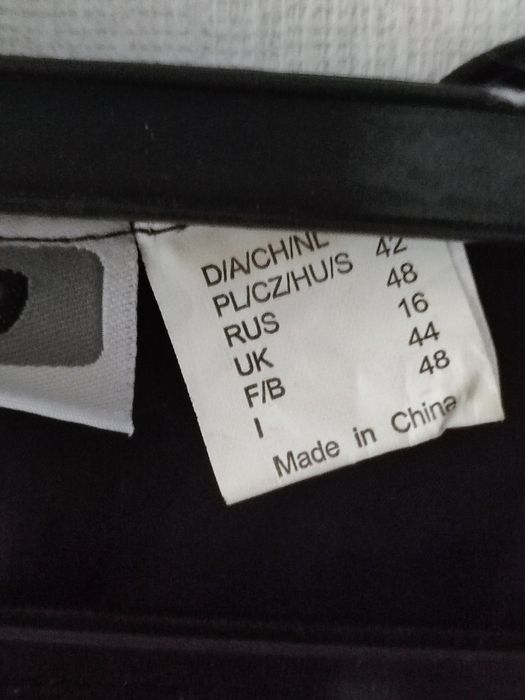 D/A/CH/NL
PL/CZ/HU/S 42
RUS 48
UK 16
F/B 44
I 48
Made in China